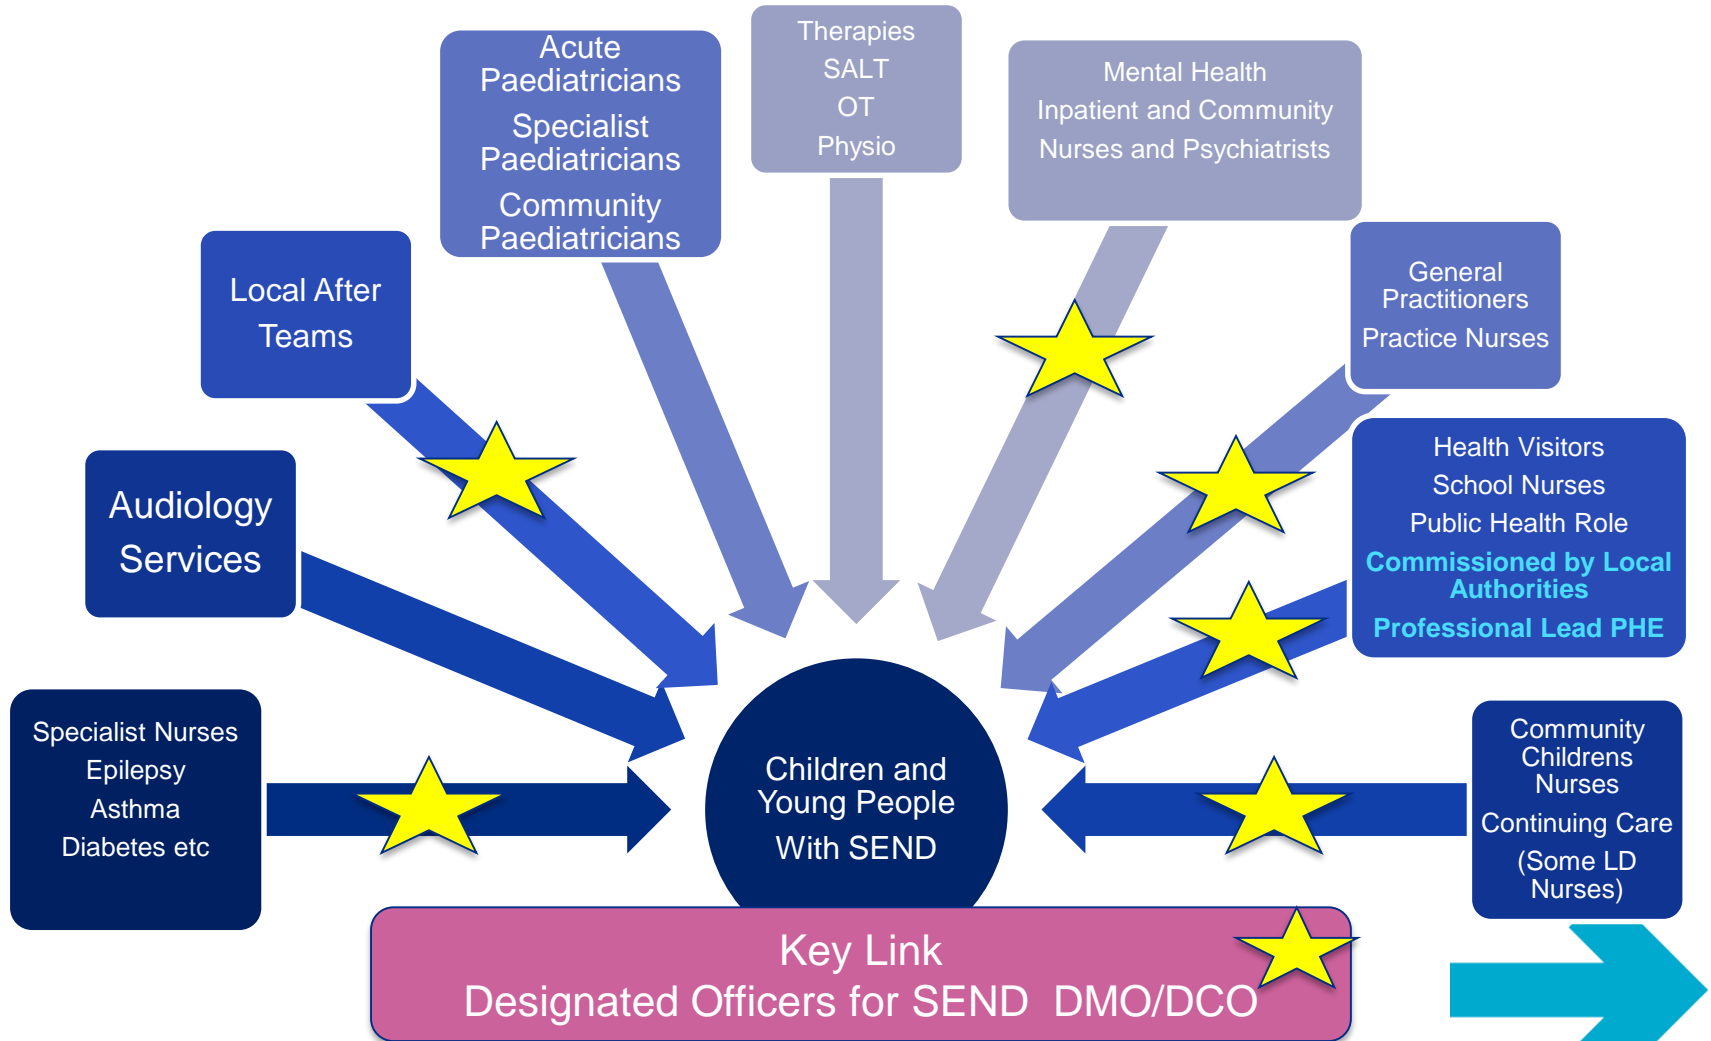 Acute
Paediatricians
Specialist
Paediatricians
Community
Paediatricians
Therapies
SALT
OT
Physio
Mental Health
Inpatient and Community
Nurses and Psychiatrists
Local After
Teams
General
Practitioners
Practice Nurses
Audiology
Services
Health Visitors
School Nurses
Public Health Role
Commissioned by Local
Authorities
Professional Lead PHE
Specialist Nurses
Epilepsy
Asthma
Diabetes etc
Children and
Young People
With SEND
Community
Childrens
Nurses
Continuing Care
(Some LD
Nurses)
Key Link
Designated Officers for SEND DMO/DCO